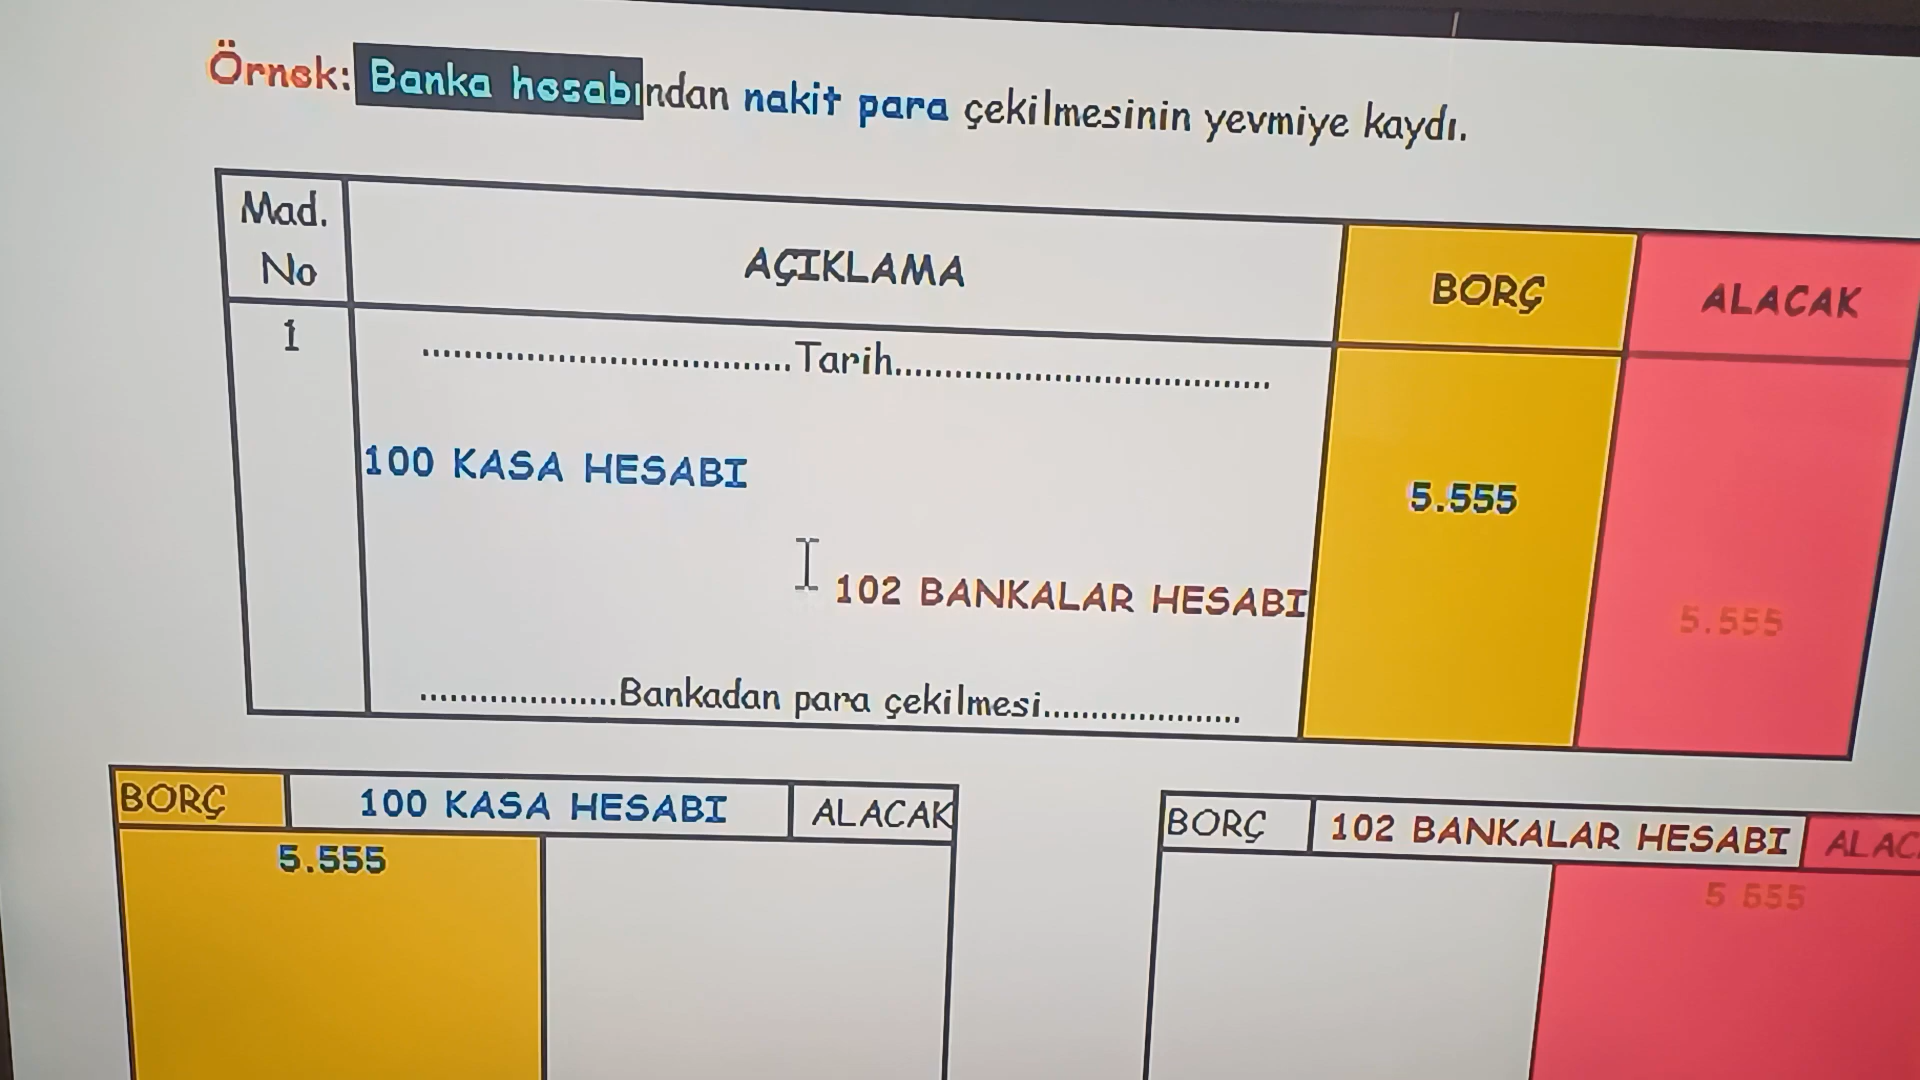 Örnek: Banka hesabından nakit para çekilmesinin yevmiye kaydı.
Mad. No
AÇIKLAMA
BORÇ
ALACAK
1
..................................Tarih....................................
100 KASA HESABI
5.555
102 BANKALAR HESABI
5.555
...................Bankadan para çekilmesi.....................
BORÇ
100 KASA HESABI
ALACAK
5.555
BORÇ
102 BANKALAR HESABI
ALAC
5 555